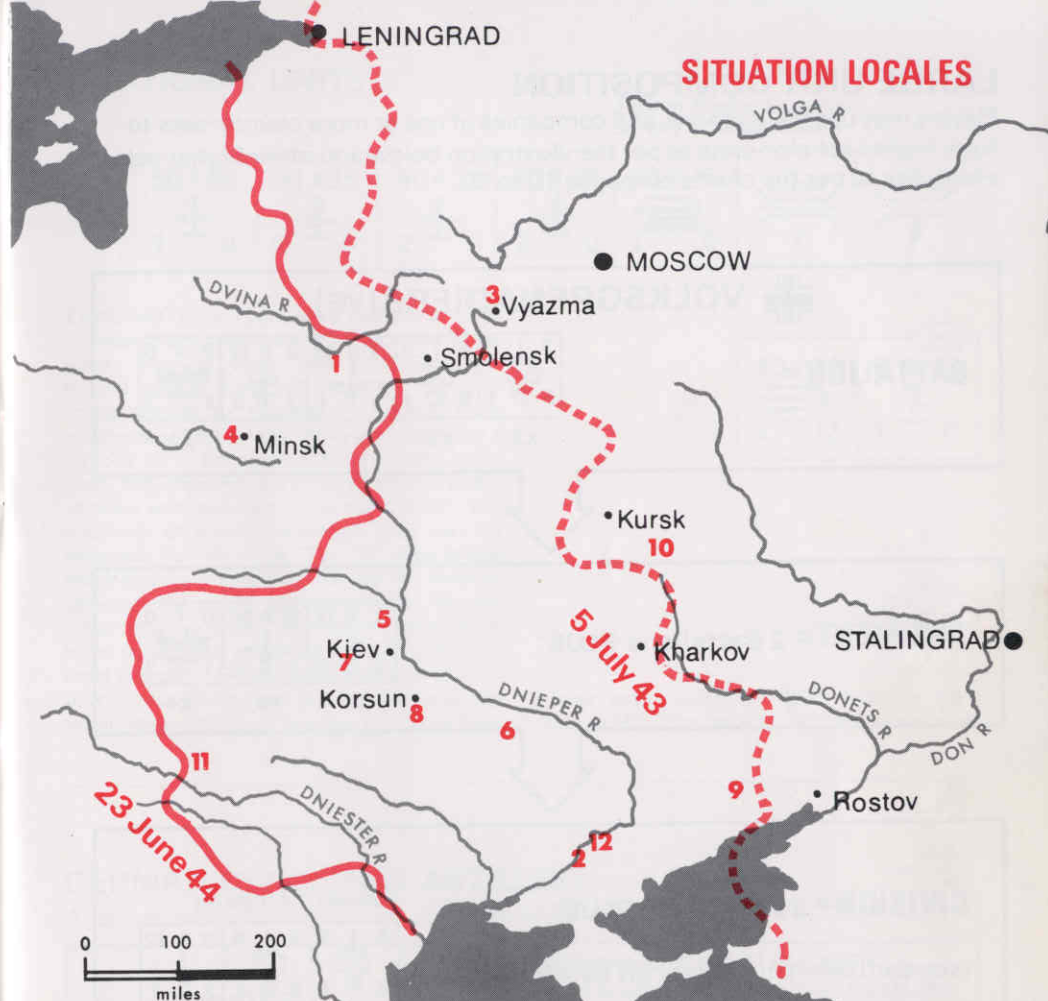 LENINGRAD
SITUATION LOCALES
VOLGA R
MOSCOW
DVINA R
3
Vyazma
1
Smolensk
4
Minsk
Kursk
10
5
5 July 43
Kharkov
STALINGRAD
Kiev
7
Korsun
8
DNIEPER R
6
DONETS R
DON R
11
9
Rostov
23 June 44
DNIESTER R
12
2
0 100 200
miles